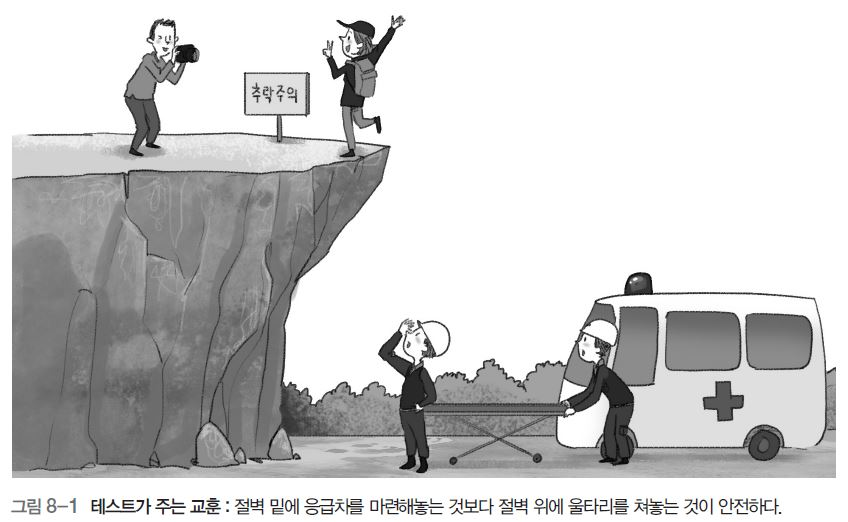 추락주의
그림 8-1 테스트가 주는 교훈 : 절벽 밑에 응급차를 마련해놓는 것보다 절벽 위에 울타리를 쳐놓는 것이 안전하다.